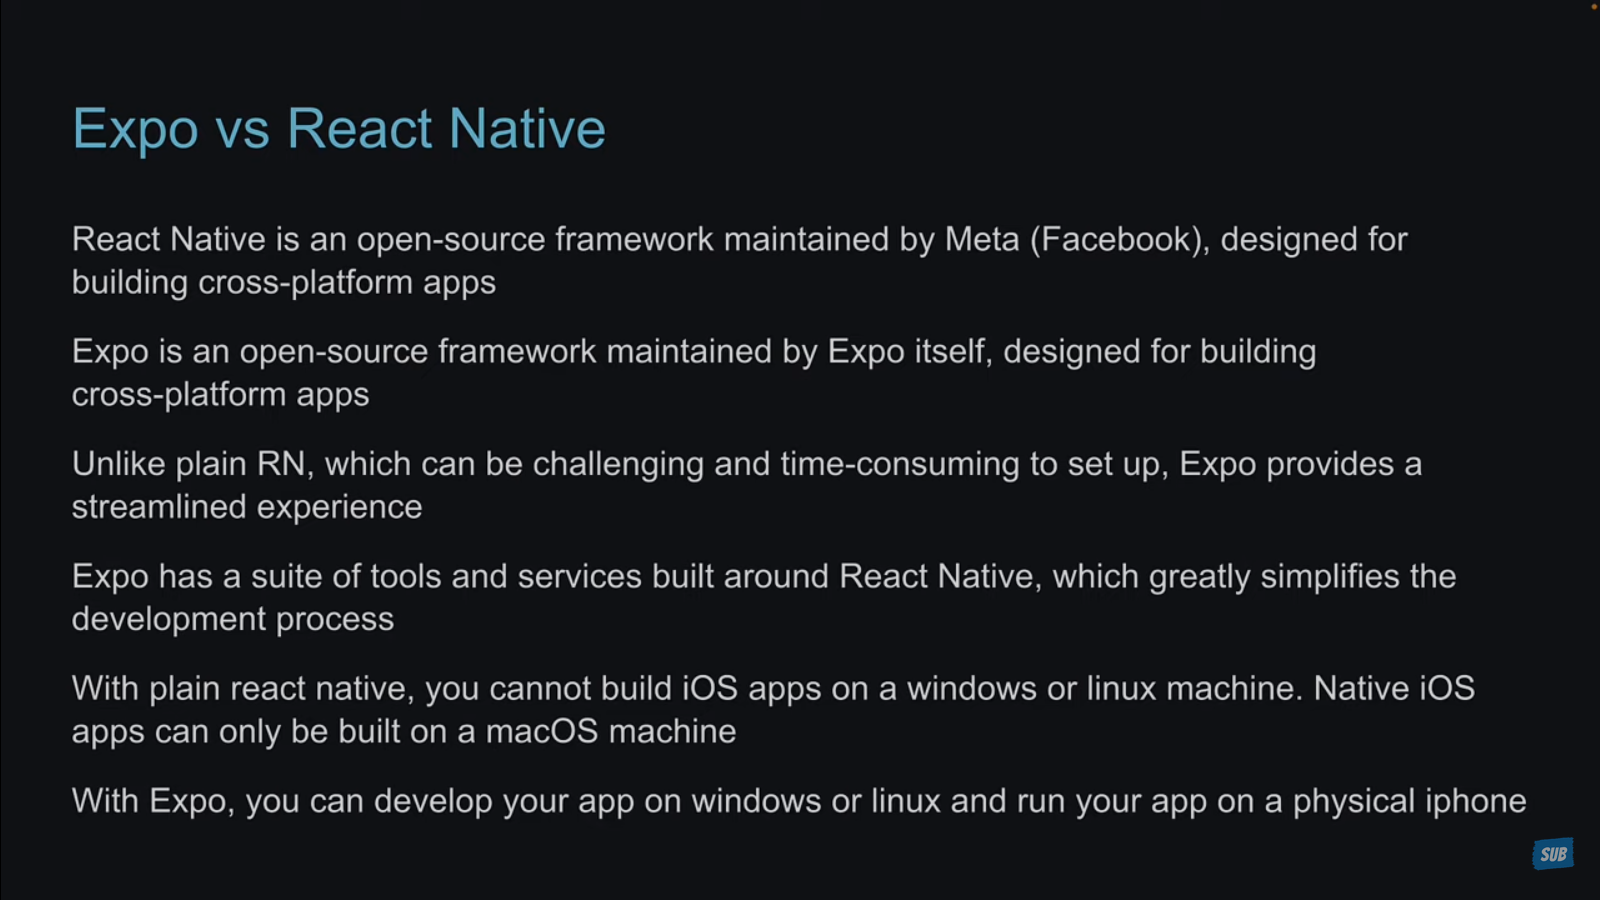 Expo vs React Native
React Native is an open-source framework maintained by Meta (Facebook), designed for
building cross-platform apps
Expo is an open-source framework maintained by Expo itself, designed for building
cross-platform apps
Unlike plain RN, which can be challenging and time-consuming to set up, Expo provides a
streamlined experience
Expo has a suite of tools and services built around React Native, which greatly simplifies the
development process
With plain react native, you cannot build iOS apps on a windows or linux machine. Native iOS
apps can only be built on a macOS machine
With Expo, you can develop your app on windows or linux and run your app on a physical iphone
SUB